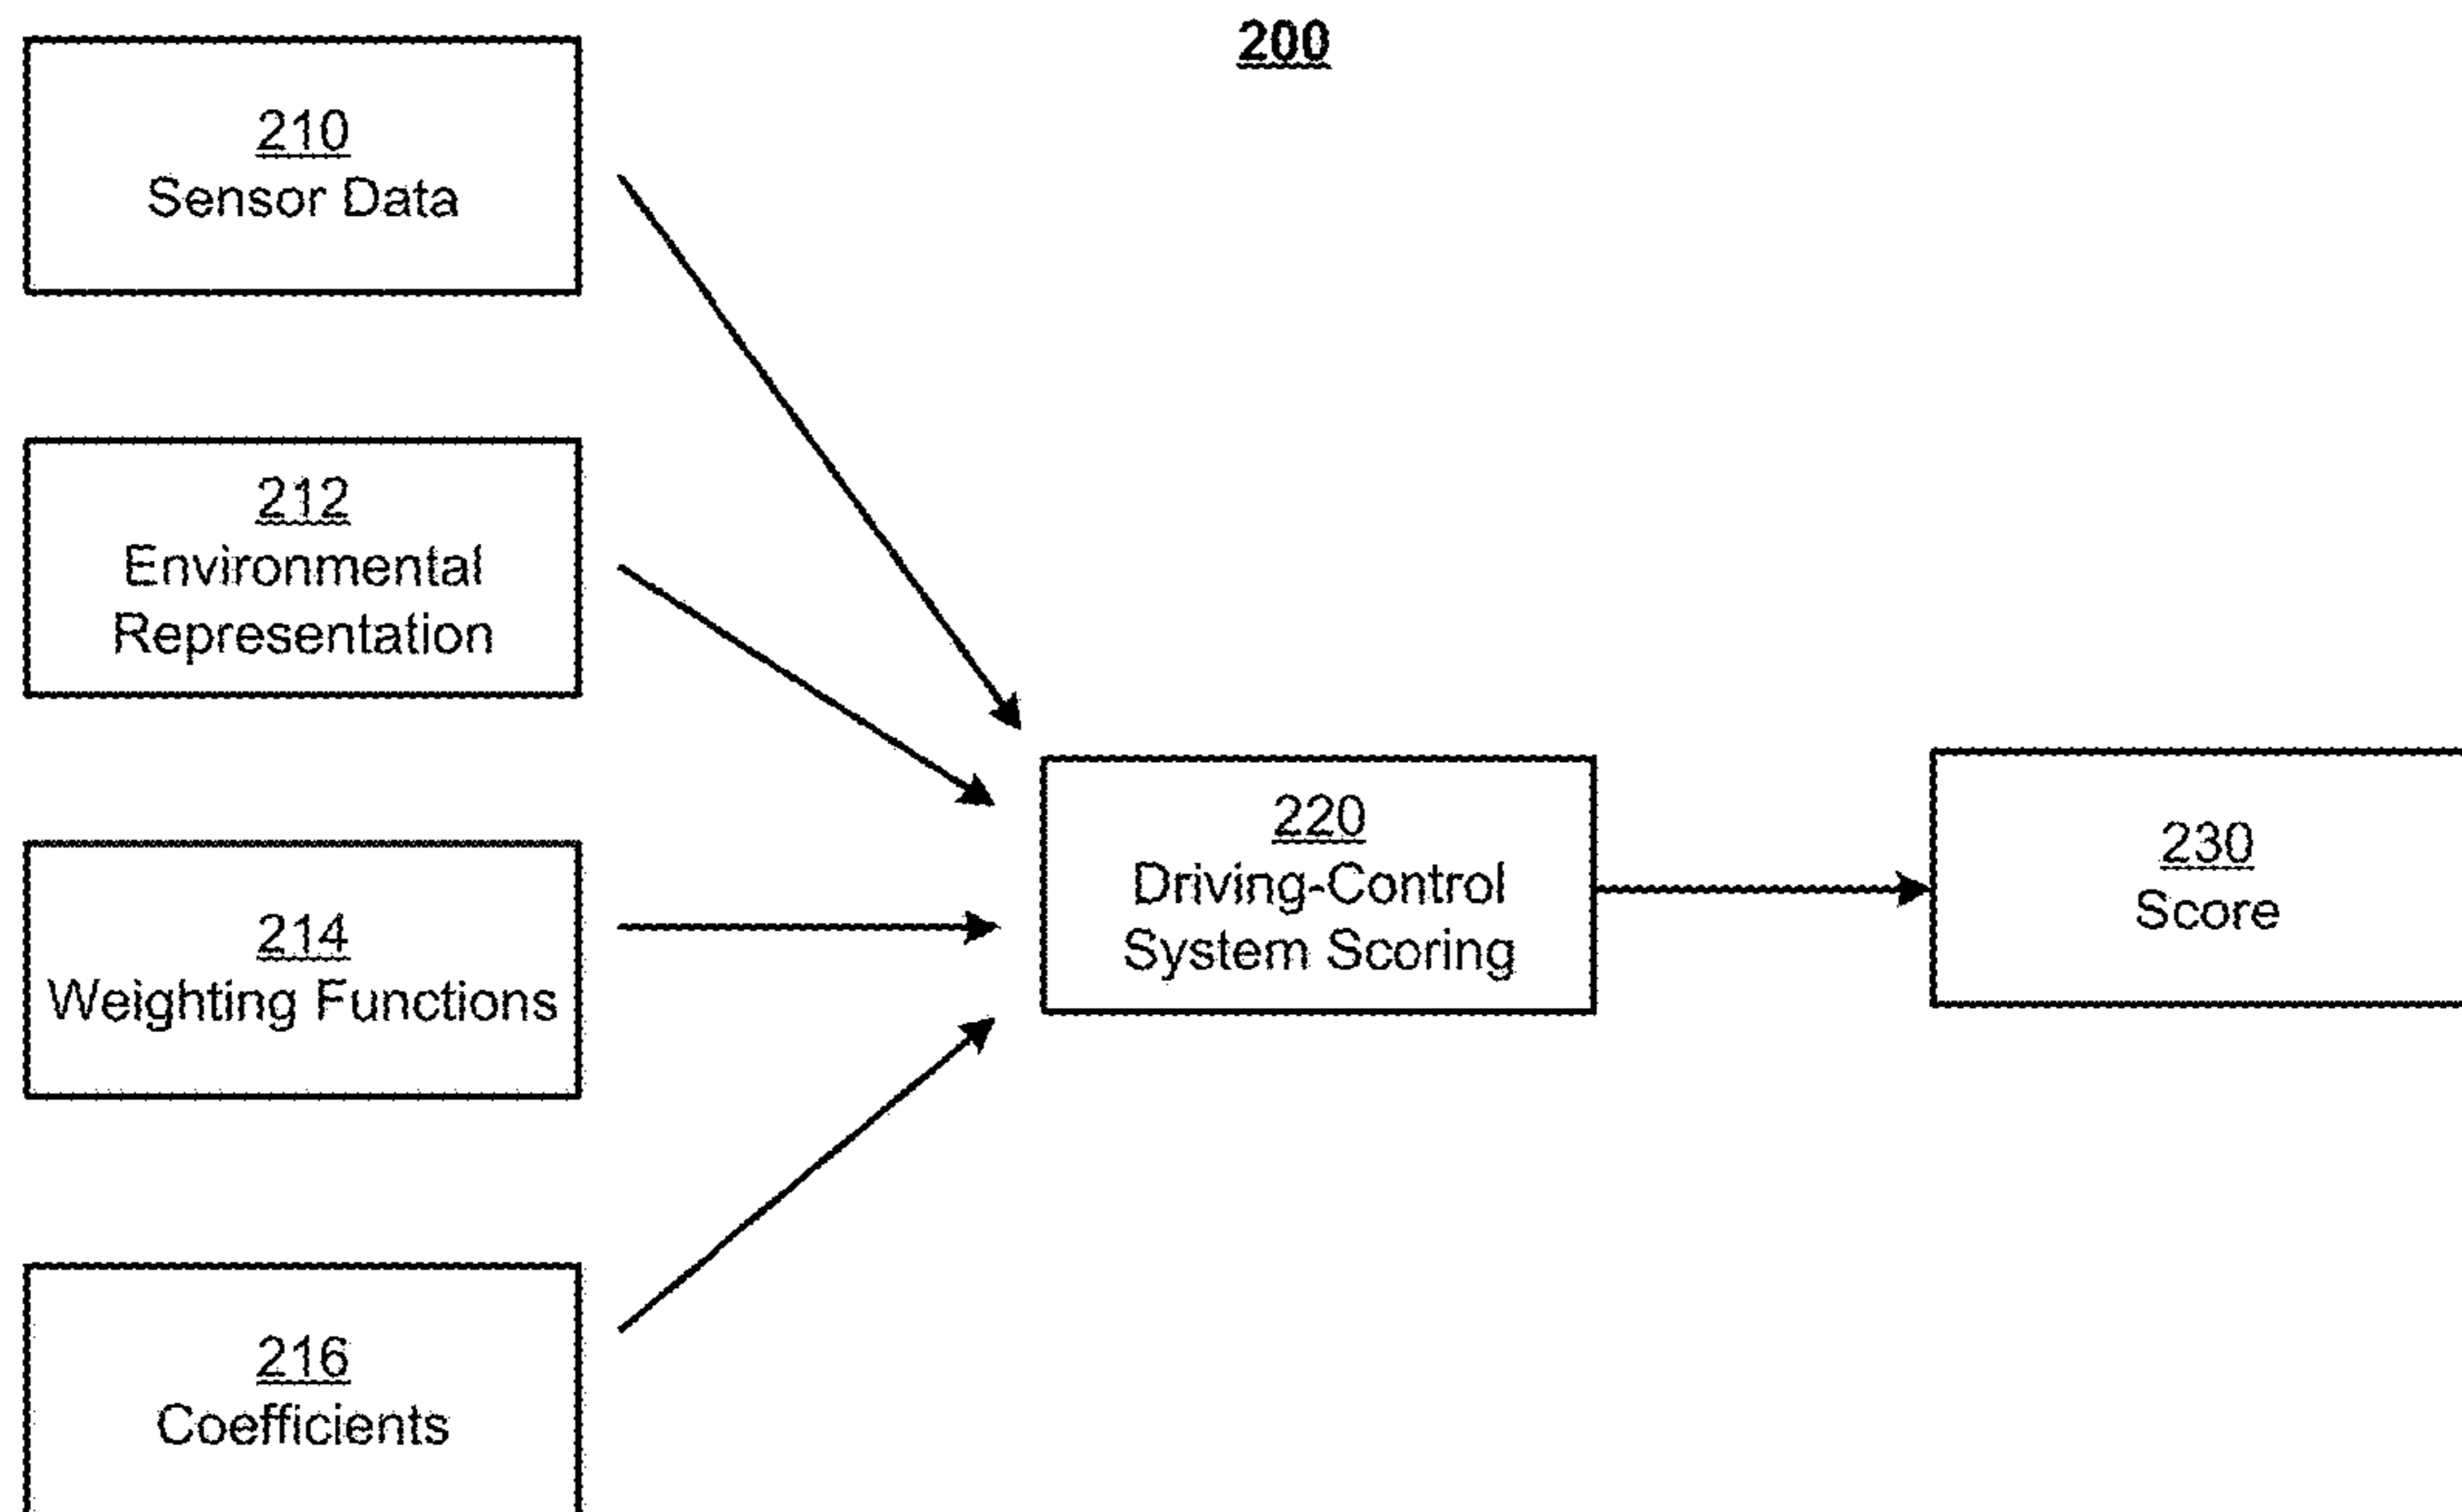 200
210
Sensor Data
212
Environmental
Representation
214
Weighting Functions
216
Coefficients
220
Driving-Control
System Scoring
230
Score